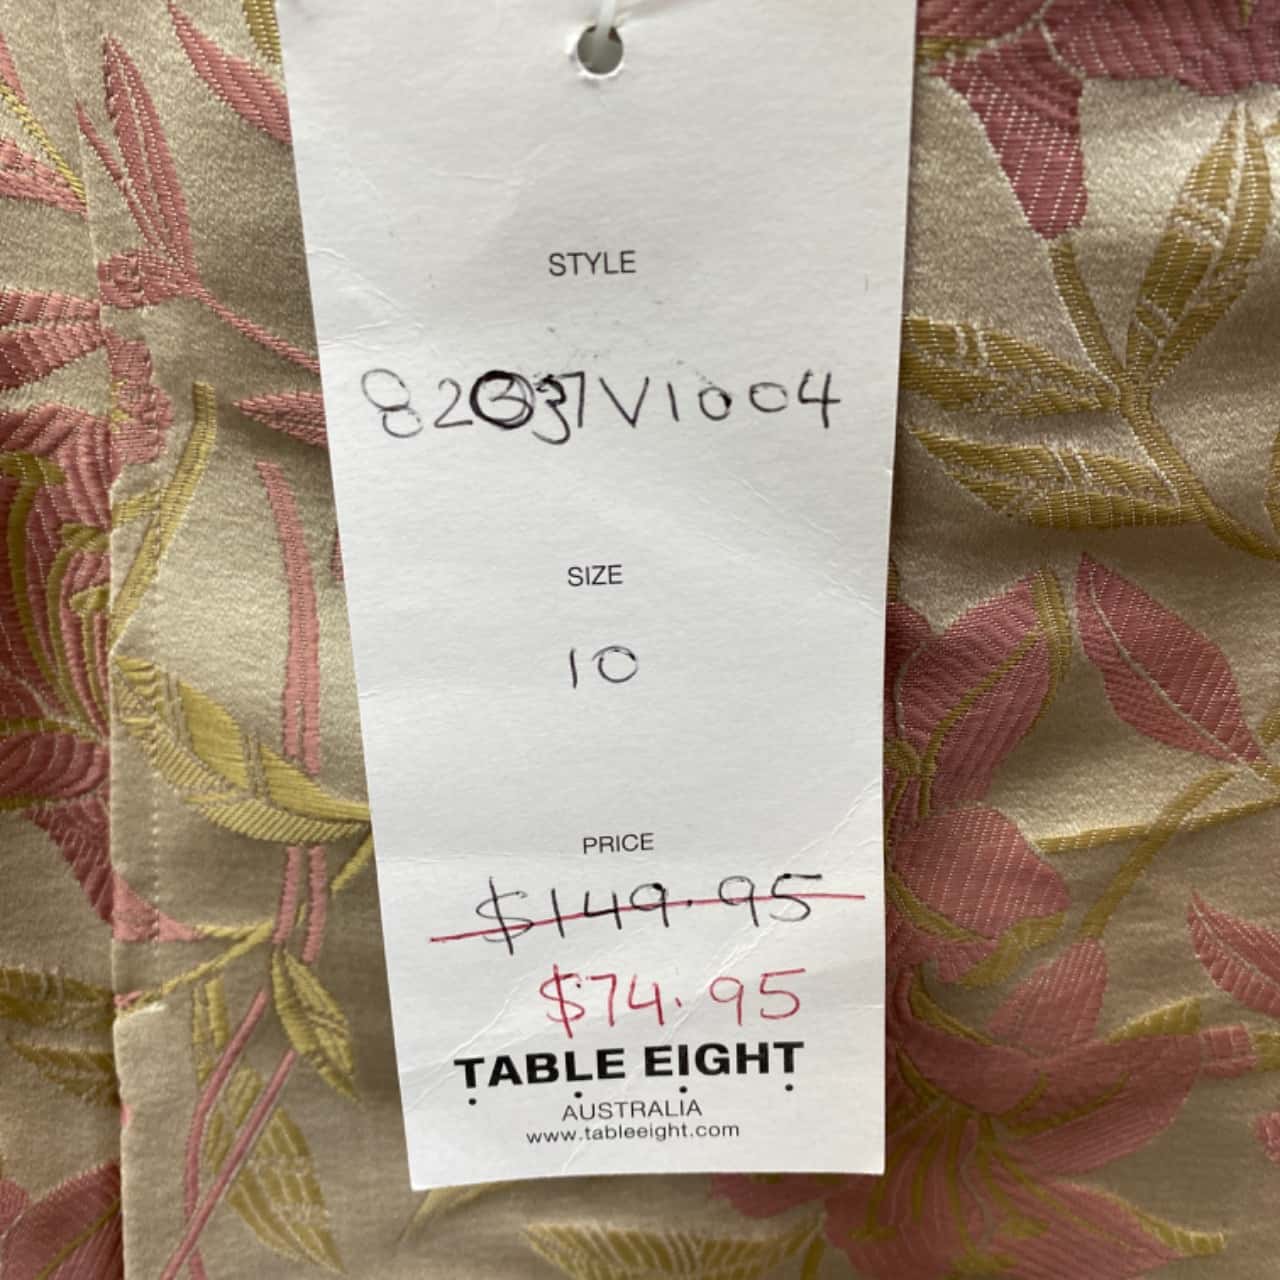 STYLE
SIZE
10
PRICE
$149.95
$74.95
TABLE EIGHT
AUSTRALIA
www.tableeight.com